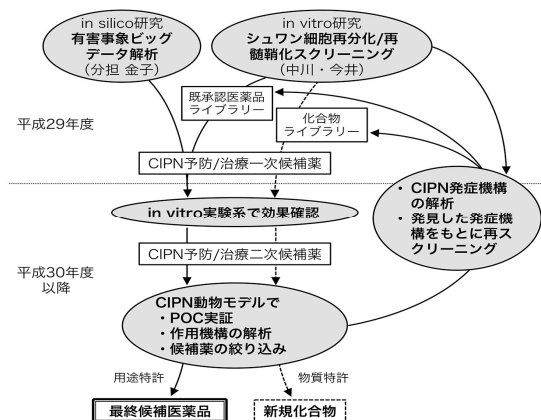 in silico研究
有害事象ビッグ
データ解析
(分担 金子)
in vitro研究
シュワン細胞再分化/再
髄鞘化スクリーニング
(中川・今井)
既承認医薬品
ライブラリー
化合物
ライブラリー
平成29年度
CIPN予防/治療一次候補薬
・ CIPN発症機構
の解析
・ 発見した発症機
構をもとに再ス
クリーニング
in vitro実験系で効果確認
CIPN予防/治療二次候補薬
平成30年度
以降
CIPN動物モデルで
・POC実証
・作用機構の解析
・候補薬の絞り込み
用途特許
物質特許
最終候補医薬品
新規化合物